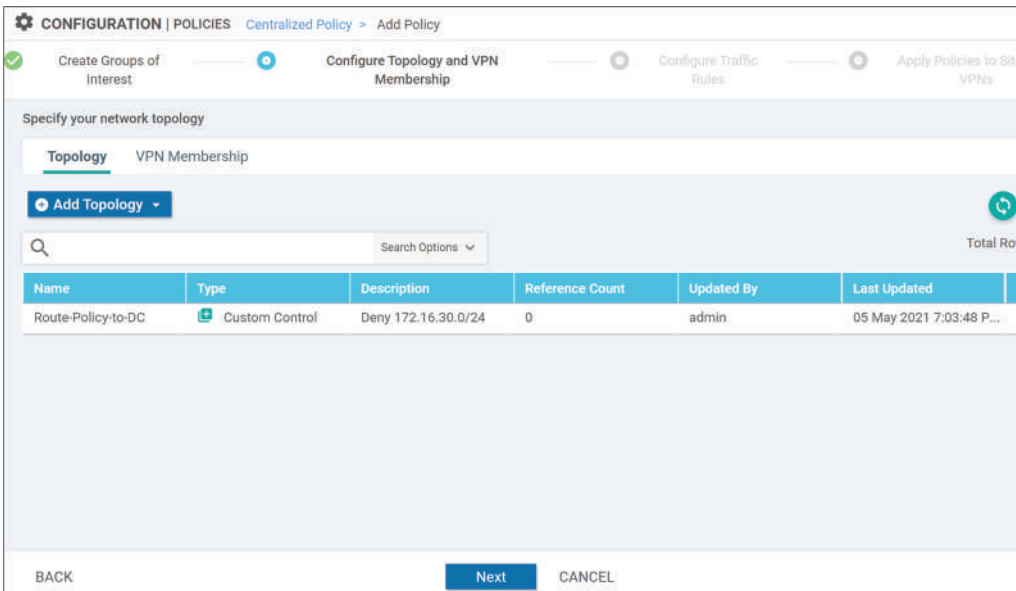 CONFIGURATION | POLICIES Centralized Policy > Add Policy
Create Groups of Interest
Configure Topology and VPN Membership
Configure Traffic Rules
Apply Policies to VPNs
Specify your network topology
Topology VPN Membership
Add Topology
Search Options
Total
Name Type Description Reference Count Updated By Last Updated
Route-Policy-to-DC Custom Control Deny 172.16.30.0/24 0 admin 05 May 2021 7:03:48 P...
BACK Next CANCEL